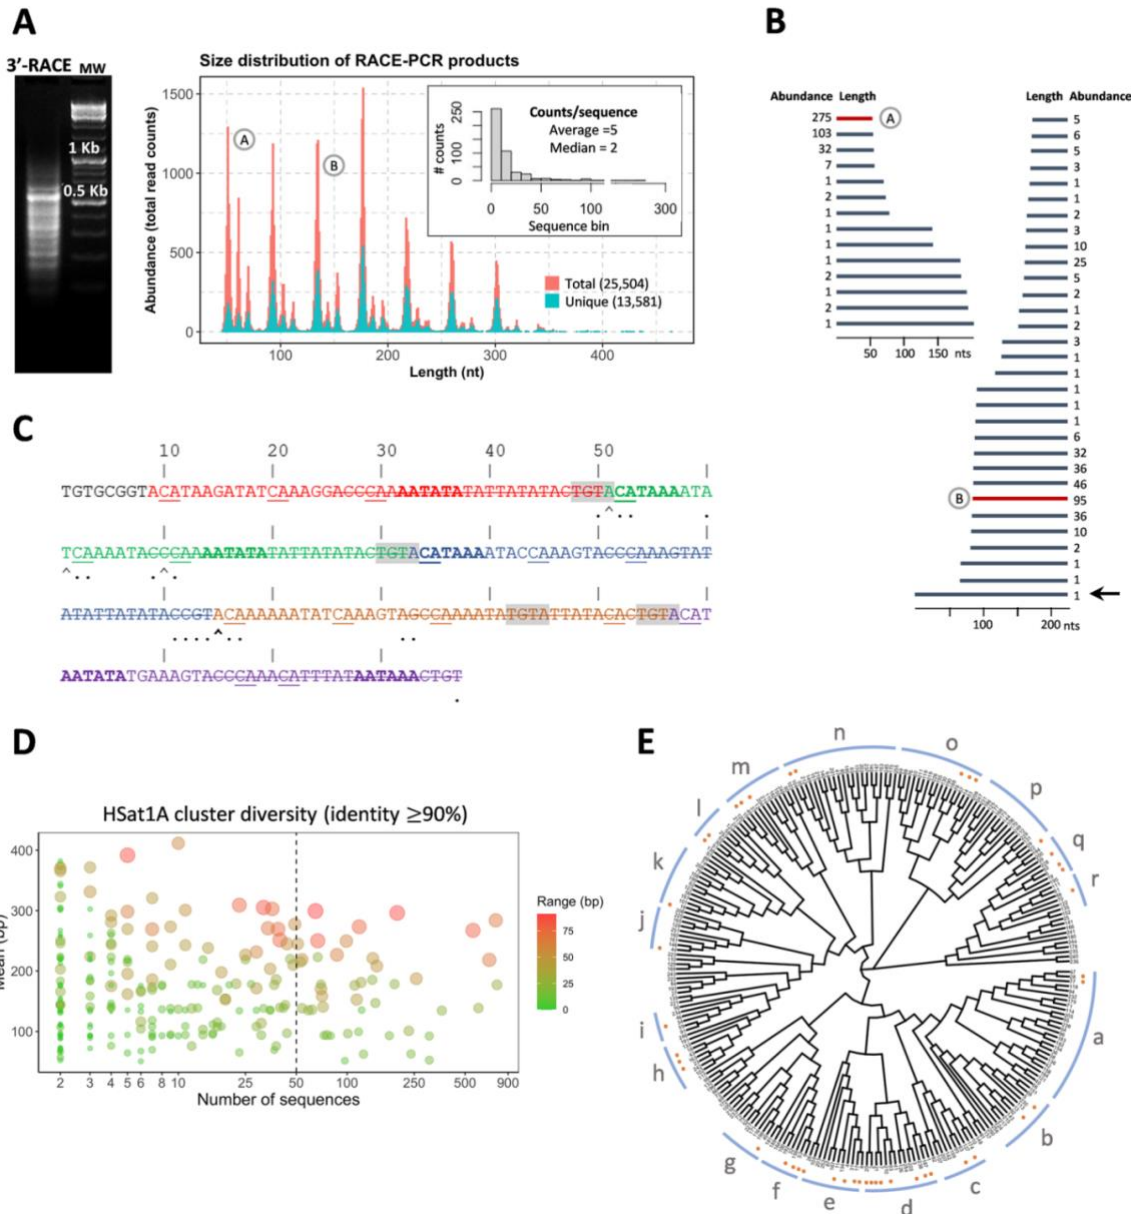 A
B
3'-RACE MW
1 Kb
0.5 Kb
Size distribution of RACE-PCR products
Abundance (total read counts)
1500
1000
500
0
100
200
300
400
Length (nt)
A
B
Counts/sequence
Average =5
Median = 2
# counts
250
100
0
0
50
100
300
Sequence bin
Total (25,504)
Unique (13,581)
Abundance Length
275
A
103
32
7
1
2
1
1
1
1
2
1
2
1
50
100
150
nts
Length Abundance
5
6
5
3
1
1
2
3
10
25
5
2
1
2
3
1
1
1
1
1
6
32
36
46
B
95
36
10
2
1
1
1
100
200
nts
C
10 20 30 40 50
TGTGCGGTACATAAGATATCAAAGGACCCAAAATATATATTATATACTGTACATAAAATA
TCAAAATACCCAAAATATATATTATATACTGTACATAAAATACCAAAGTACCCAAAGTAT
ATATTATATACCGTACAAAAAATATCAAAGTAGCCAAAATATGTATTATACACTGTACAT
AATATATGAAAGTACCCAAACATTTATAATAAACTGT
D
HSat1A cluster diversity (identity ≥90%)
400
300
200
100
2
3
4
5
6
8
10
25
50
100
250
500
900
Number of sequences
Range (bp)
75
50
25
0
E
n
o
p
q
r
a
b
c
d
e
f
g
h
i
j
k
l
m